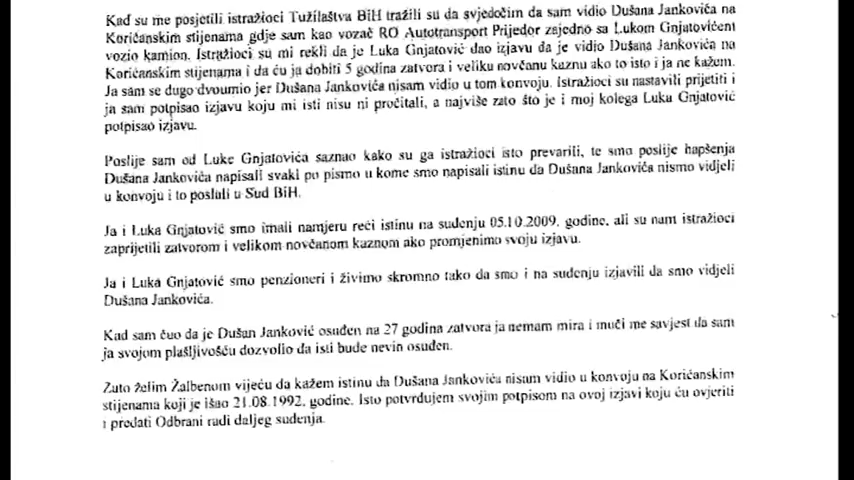 Kad su me posjetili istražioci Tužilaštva BiH tražili su da svjedočim da sam vidio Dušana Jankovića na
Korićanskim stijenama gdje sam kao vozač RO Autotransport Prijedor zajedno sa Lukom Gnjatovićem
vozio kamion. Istražioci su mi rekli da je Luka Gnjatović dao izjavu da je vidio Dušana Jankovića na
Korićanskim stijenama i da ću ja dobiti 5 godina zatvora i veliku novčanu kaznu ako to isto i ja ne kažem.
Ja sam se dugo dvoumio jer Dušana Jankovića nisam vidio u tom konvoju. Istražioci su nastavili prijetiti i
ja sam potpisao izjavu koju mi isti nisu ni pročitali, a najviše zato što je i moj kolega Luka Gnjatović
potpisao izjavu.
Poslije sam od Luke Gnjatovića saznao kako su ga istražioci isto prevarili, te smo poslije hapšenja
Dušana Jankovića napisali svaki po pismo u kome smo napisali istinu da Dušana Jankovića nismo vidjeli
u konvoju i to poslali u Sud BiH.
Ja i Luka Gnjatović smo imali namjeru reći istinu na suđenju 05.10.2009. godine, ali su nam istražioci
zaprijetili zatvorom i velikom novčanom kaznom ako promjenimo svoju izjavu.
Ja i Luka Gnjatović smo penzioneri i živimo skromno tako da smo i na suđenju izjavili da smo vidjeli
Dušana Jankovića.
Kad sam čuo da je Dušan Janković osuđen na 27 godina zatvora ja nemam mira i muči me savjest da sam
ja svojom plašljivošću dozvolio da isti bude nevin osuđen.
Zato želim Žalbenom vijeću da kažem istinu da Dušana Jankovića nisam vidio u konvoju na Korićanskim
stijenama koji je išao 21.08.1992. godine. Isto potvrđujem svojim potpisom na ovoj izjavi koju ću ovjeriti
i predati Odbrani radi daljeg suđenja.